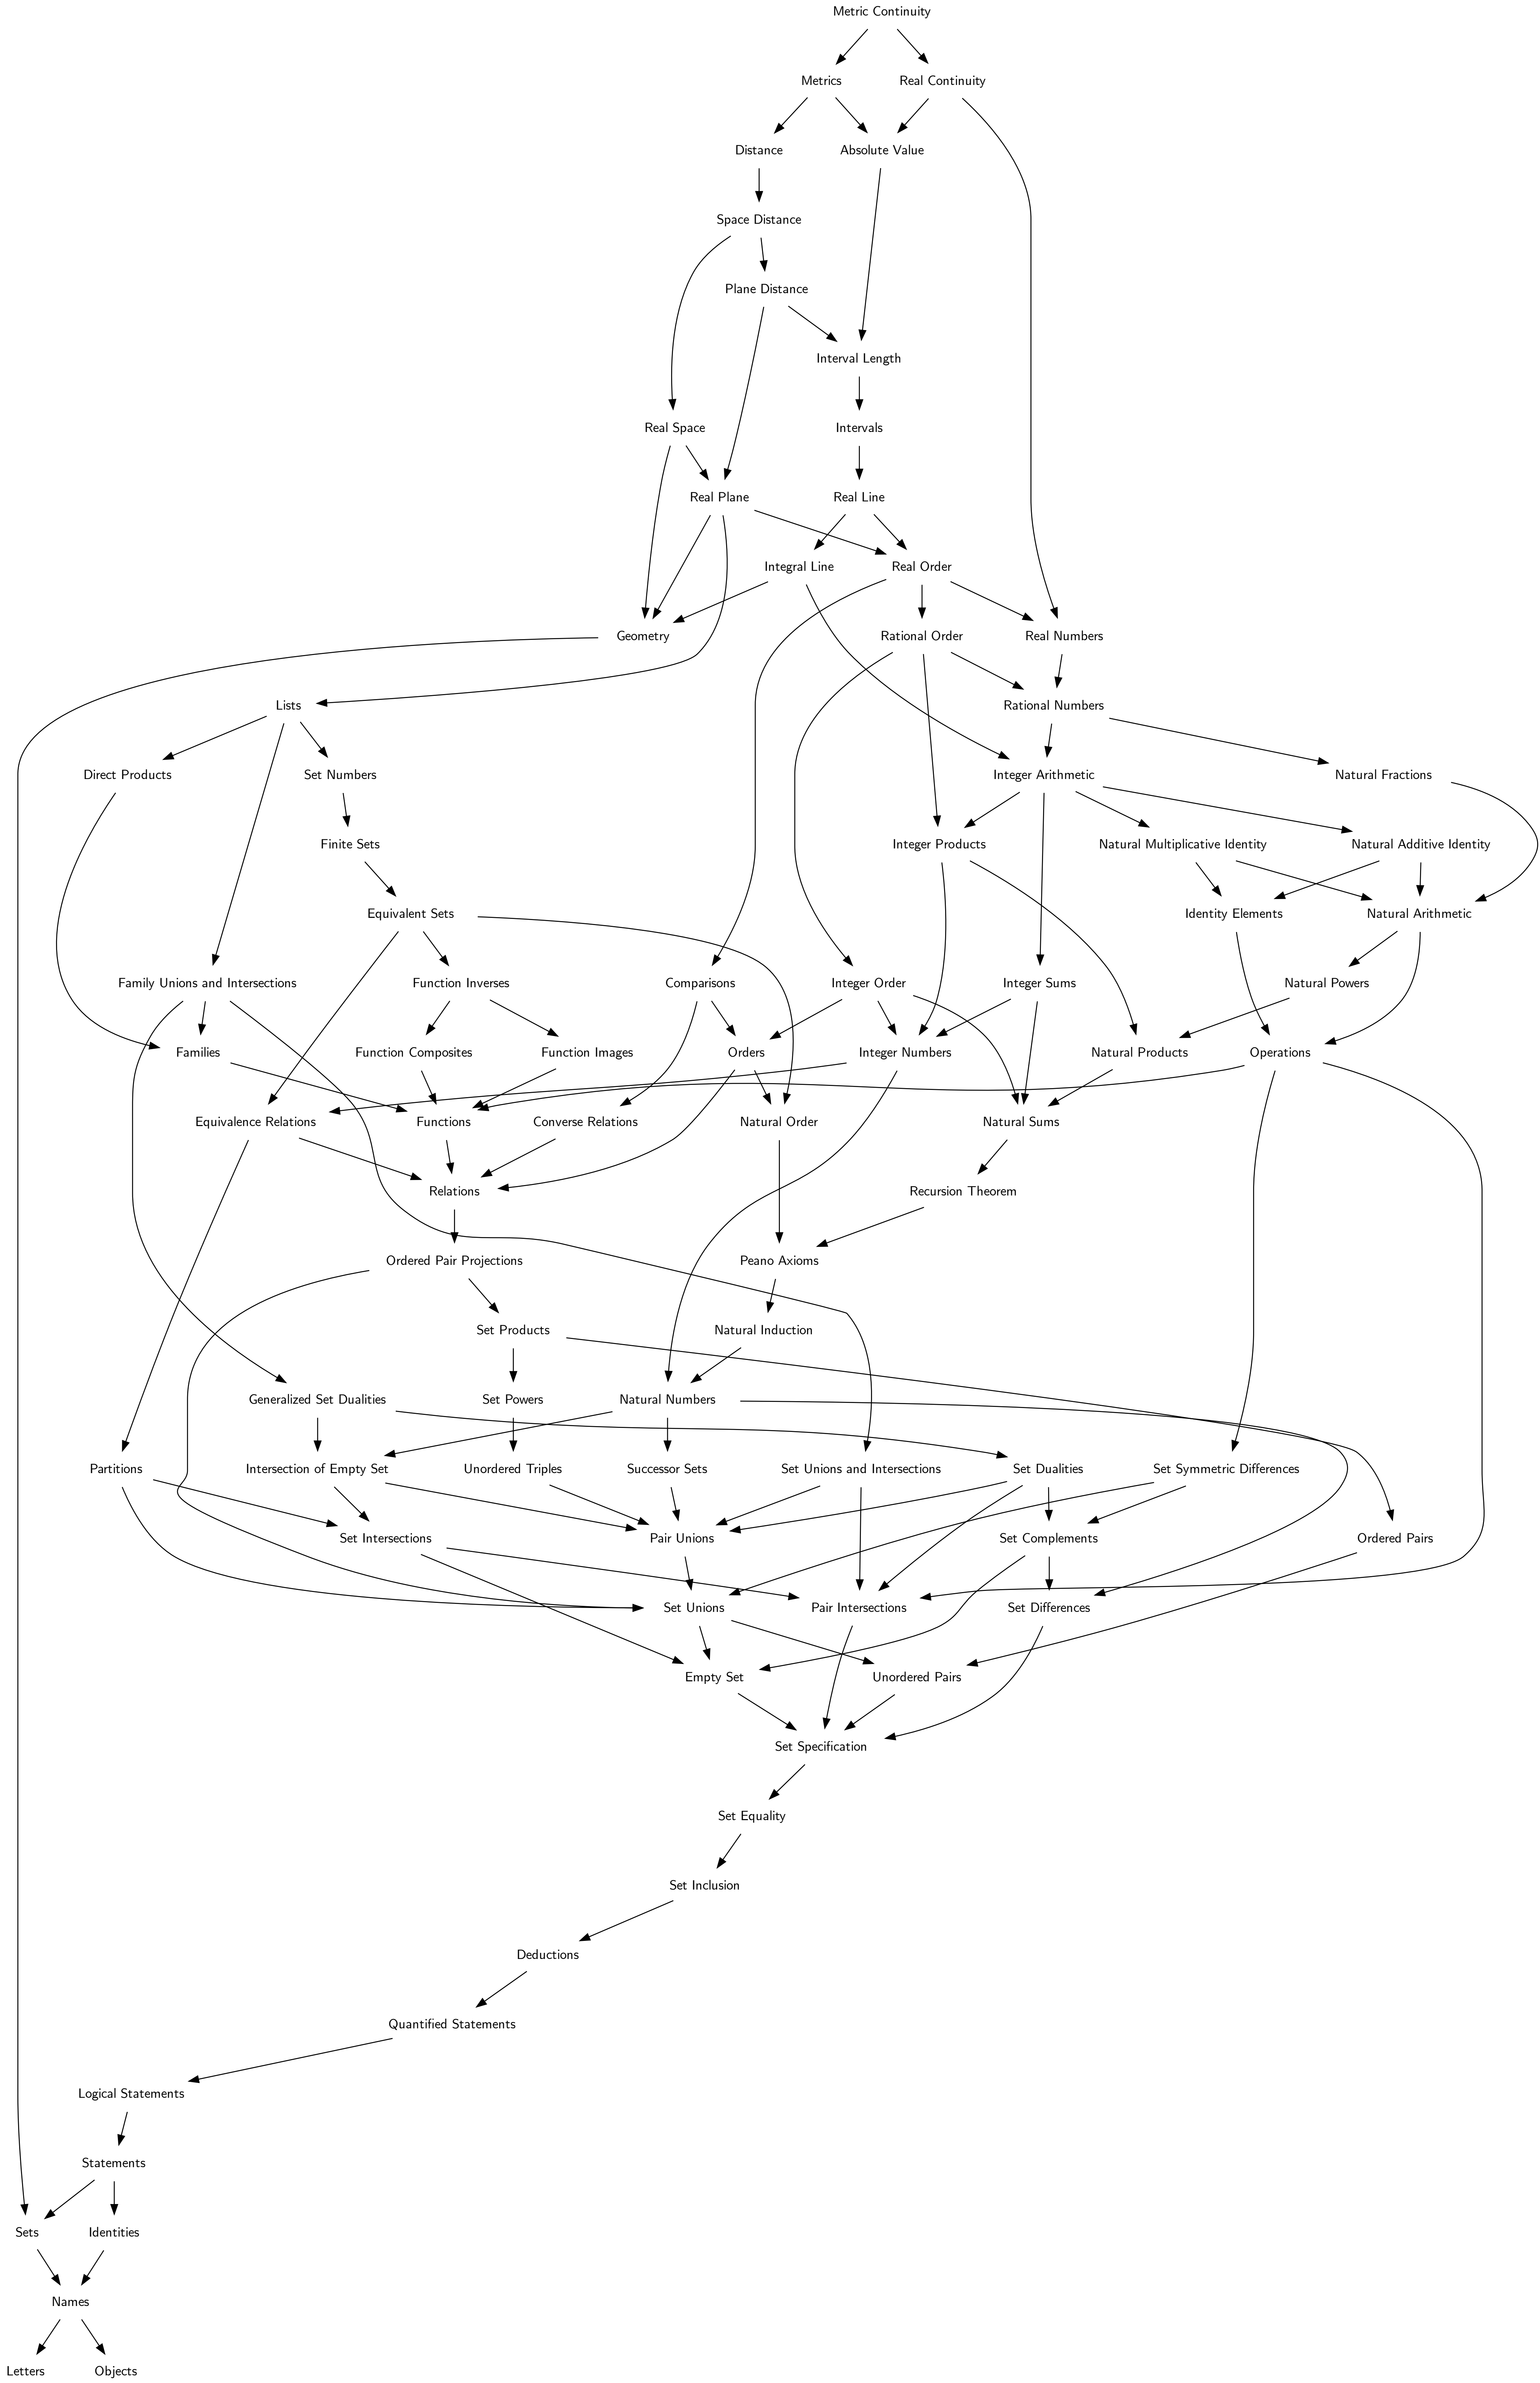 Metric Continuity
Metrics
Real Continuity
Distance
Absolute Value
Space Distance
Plane Distance
Interval Length
Real Space
Intervals
Real Plane
Real Line
Integral Line
Real Order
Geometry
Rational Order
Real Numbers
Lists
Rational Numbers
Direct Products
Set Numbers
Integer Arithmetic
Natural Fractions
Finite Sets
Integer Products
Natural Multiplicative Identity
Natural Additive Identity
Equivalent Sets
Identity Elements
Natural Arithmetic
Family Unions and Intersections
Function Inverses
Comparisons
Integer Order
Integer Sums
Natural Powers
Families
Function Composites
Function Images
Orders
Integer Numbers
Natural Products
Operations
Equivalence Relations
Functions
Converse Relations
Natural Order
Natural Sums
Relations
Recursion Theorem
Ordered Pair Projections
Peano Axioms
Set Products
Natural Induction
Generalized Set Dualities
Set Powers
Natural Numbers
Partitions
Intersection of Empty Set
Unordered Triples
Successor Sets
Set Unions and Intersections
Set Dualities
Set Symmetric Differences
Set Intersections
Pair Unions
Set Complements
Ordered Pairs
Set Unions
Pair Intersections
Set Differences
Empty Set
Unordered Pairs
Set Specification
Set Equality
Set Inclusion
Deductions
Quantified Statements
Logical Statements
Statements
Sets
Identities
Names
Letters
Objects